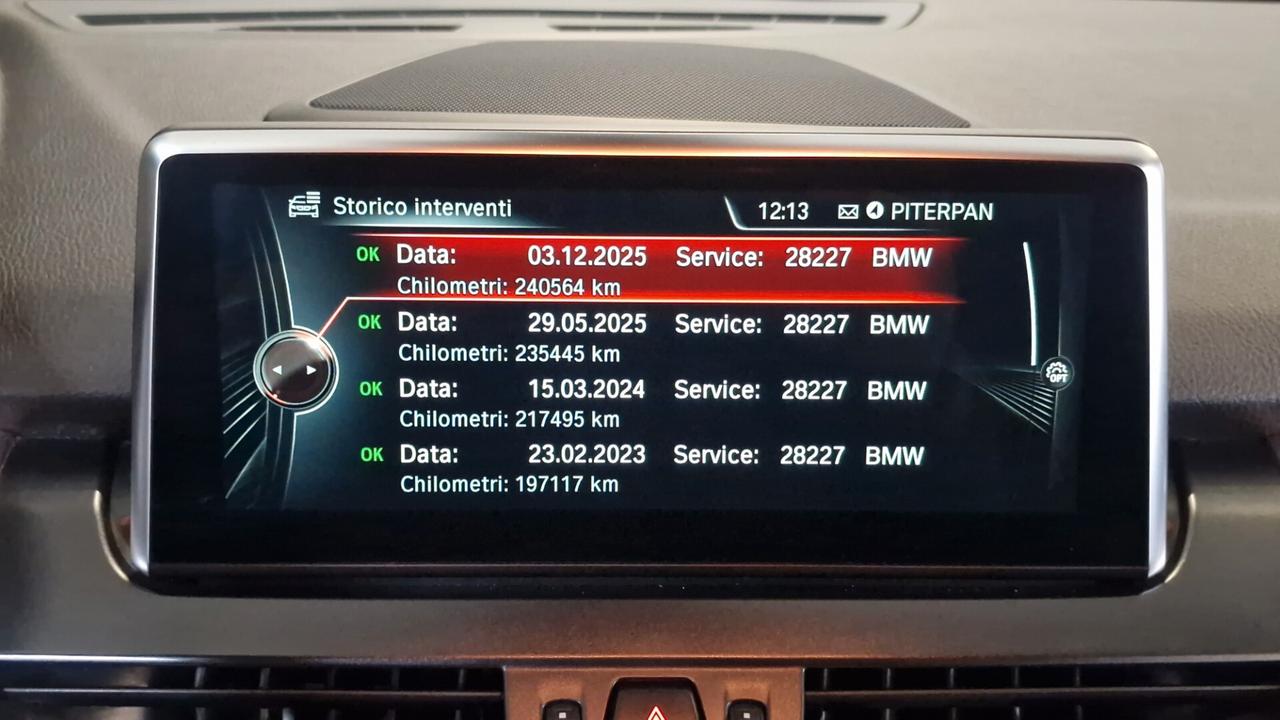 Storico interventi 12:13 PITERPAN
OK Data: 03.12.2025 Service: 28227 BMW
Chilometri: 240564 km
OK Data: 29.05.2025 Service: 28227 BMW
Chilometri: 235445 km
OK Data: 15.03.2024 Service: 28227 BMW
Chilometri: 217495 km
OK Data: 23.02.2023 Service: 28227 BMW
Chilometri: 197117 km
OPT